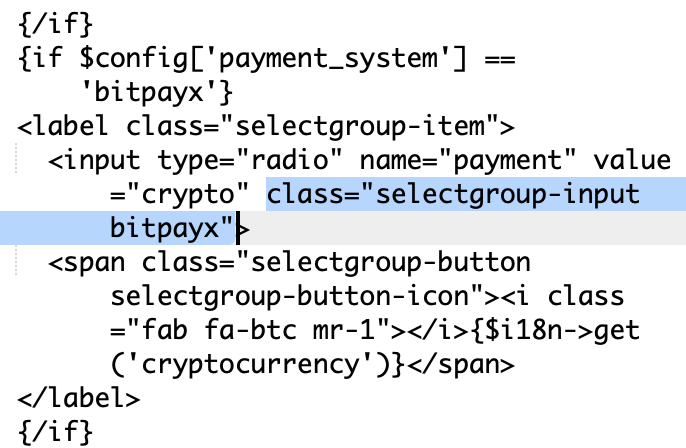 {/if}
{if $config['payment_system'] ==
'bitpayx'}
<label class="selectgroup-item">
<input type="radio" name="payment" value
="crypto" class="selectgroup-input
bitpayx">
<span class="selectgroup-button
selectgroup-button-icon"><i class
="fab fa-btc mr-1"></i>{$i18n->get
('cryptocurrency')}</span>
</label>
{/if}